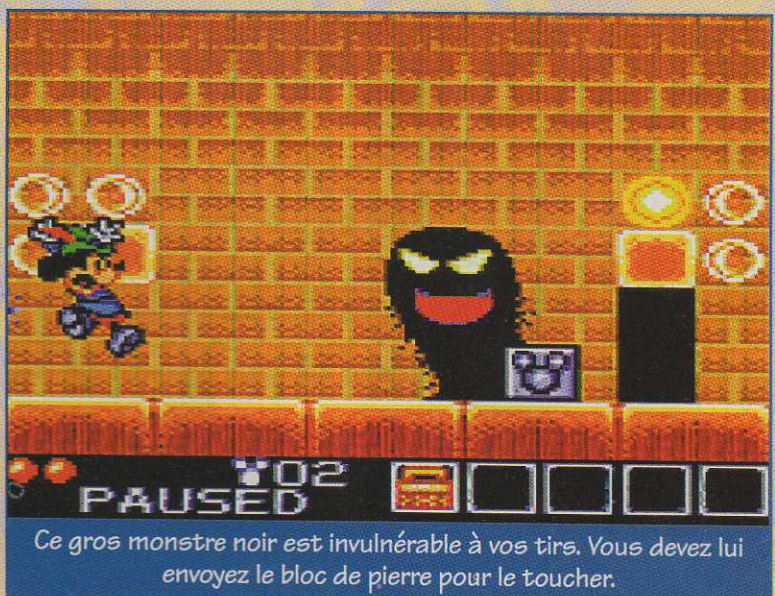 02
PAUSED
Ce gros monstre noir est invulnérable à vos tirs. Vous devez lui
envoyez le bloc de pierre pour le toucher.